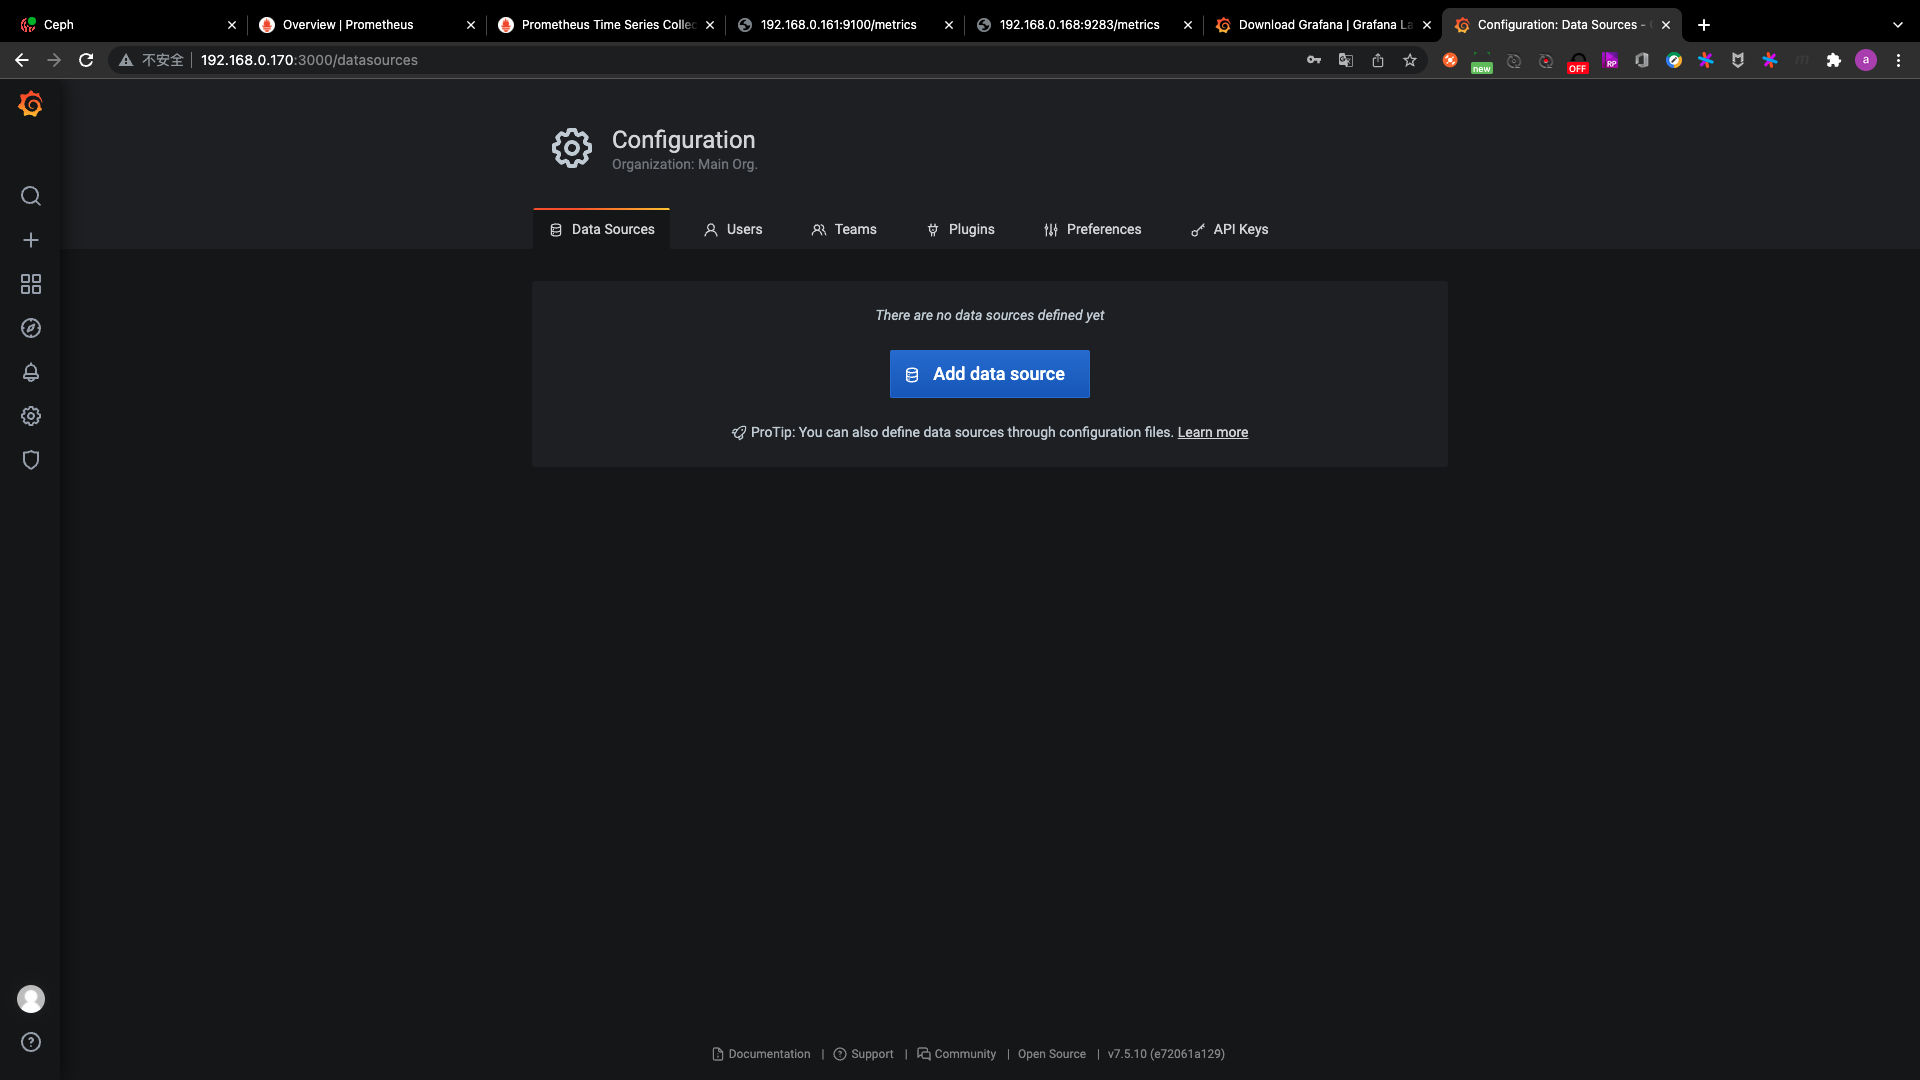 Ceph
Overview | Prometheus
Prometheus Time Series Collec
192.168.0.161:9100/metrics
192.168.0.168:9283/metrics
Download Grafana | Grafana La
Configuration: Data Sources -
不安全
192.168.0.170:3000/datasources
new
OFF
RP
a
Configuration
Organization: Main Org.
Data Sources
Users
Teams
Plugins
Preferences
API Keys
There are no data sources defined yet
Add data source
ProTip: You can also define data sources through configuration files. Learn more
Documentation | Support | Community | Open Source | v7.5.10 (e72061a129)